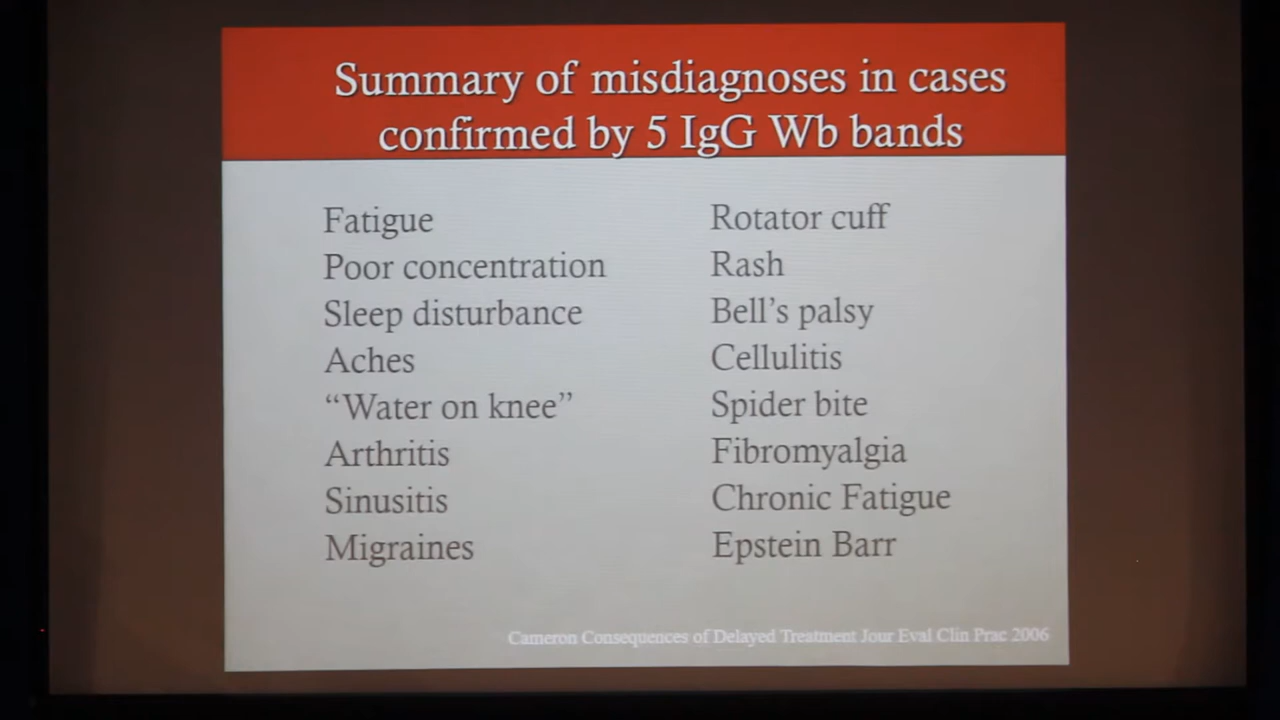 Summary of misdiagnoses in cases
confirmed by 5 IgG Wb bands
Fatigue
Poor concentration
Sleep disturbance
Aches
“Water on knee”
Arthritis
Sinusitis
Migraines
Rotator cuff
Rash
Bell’s palsy
Cellulitis
Spider bite
Fibromyalgia
Chronic Fatigue
Epstein Barr
Cameron Consequences of Delayed Treatment Jour Eval Clin Prac 2006